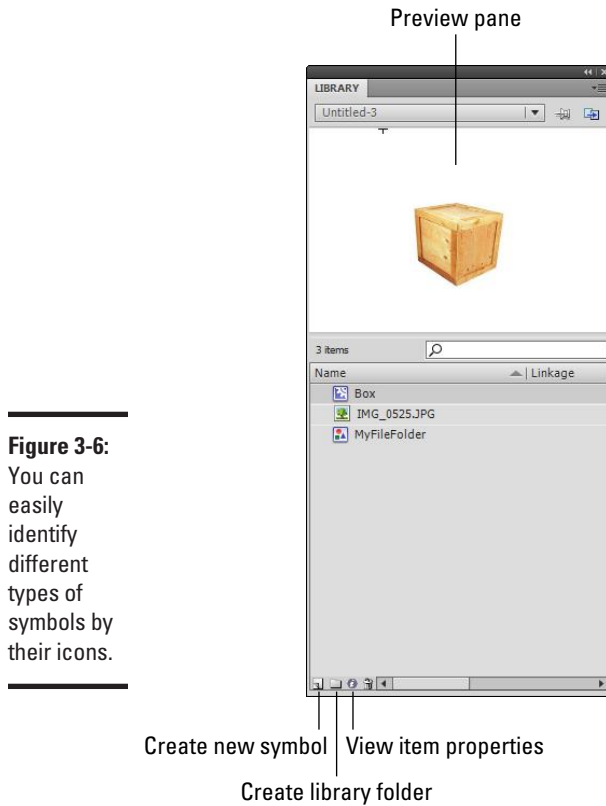 Preview pane
LIBRARY
Untitled-3
3 items
Name
Linkage
Box
IMG_0525.JPG
MyFileFolder
Figure 3-6:
You can
easily
identify
different
types of
symbols by
their icons.
Create new symbol
View item properties
Create library folder